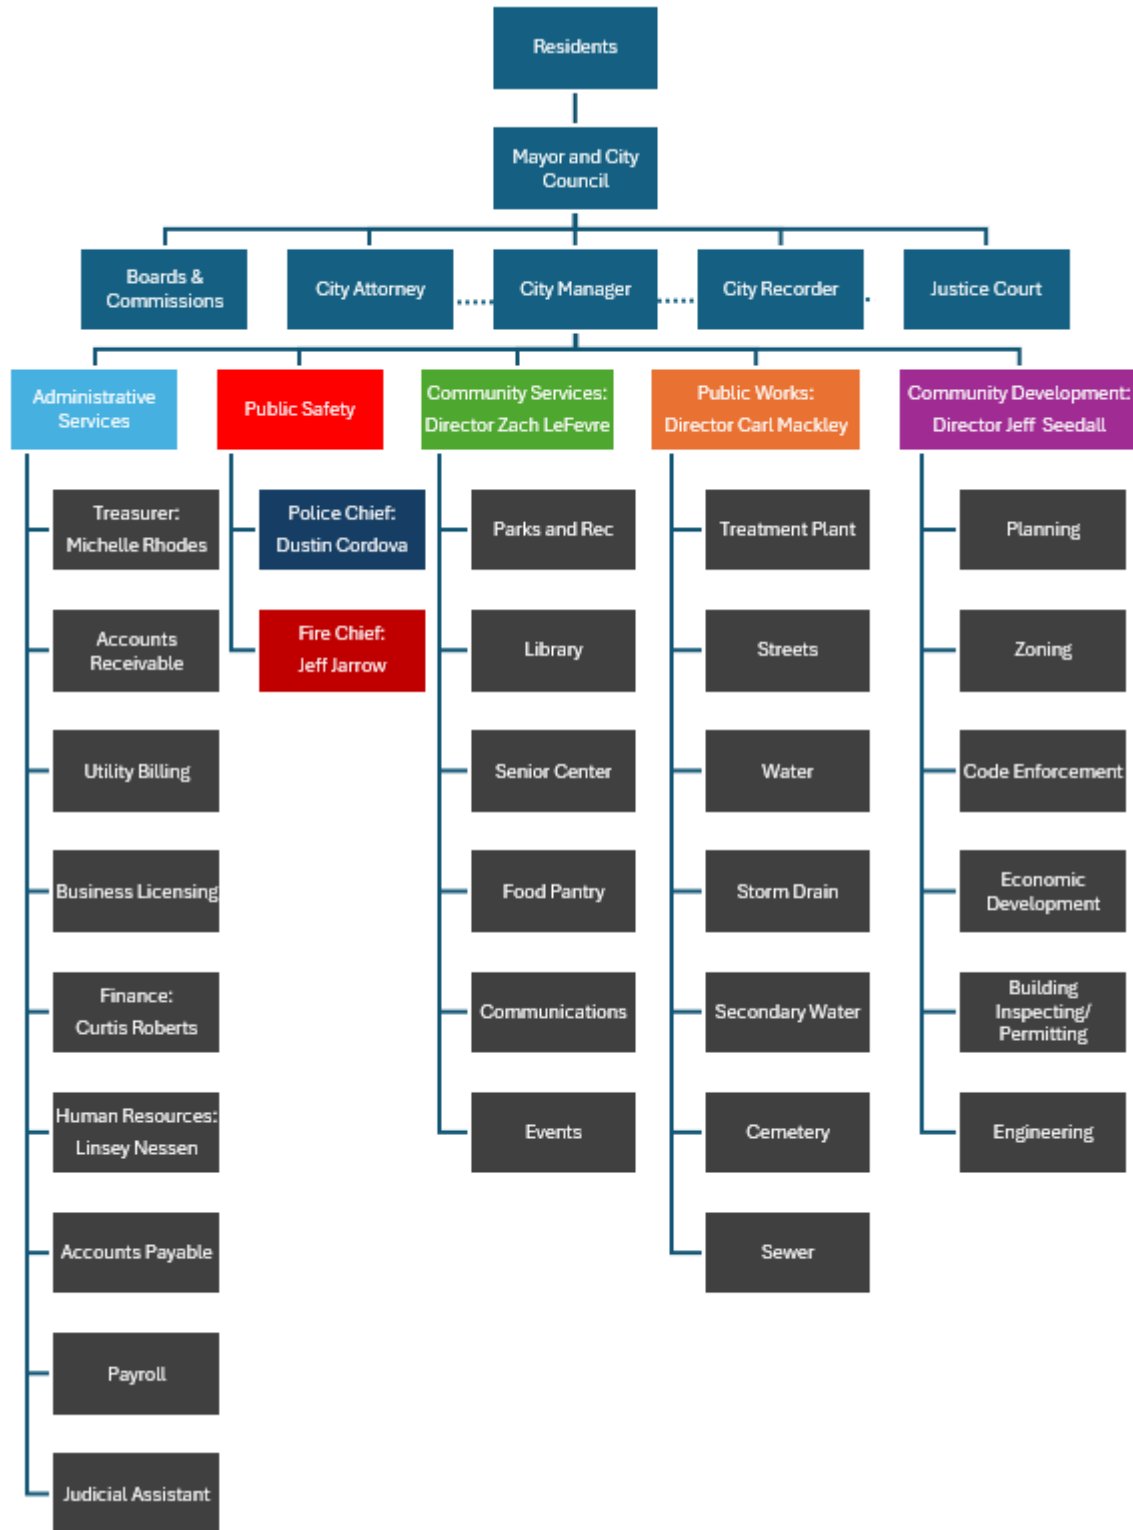 Residents
Mayor and City
Council
Boards &
Commissions
City Attorney
City Manager
City Recorder
Justice Court
Administrative
Services
Public Safety
Community Services:
Director Zach LeFevre
Public Works:
Director Carl Mackley
Community Development:
Director Jeff Seedall
Treasurer:
Michelle Rhodes
Accounts
Receivable
Utility Billing
Business Licensing
Finance:
Curtis Roberts
Human Resources:
Linsey Nessen
Accounts Payable
Payroll
Judicial Assistant
Police Chief:
Dustin Cordova
Fire Chief:
Jeff Jarrow
Parks and Rec
Library
Senior Center
Food Pantry
Communications
Events
Treatment Plant
Streets
Water
Storm Drain
Secondary Water
Cemetery
Sewer
Planning
Zoning
Code Enforcement
Economic
Development
Building
Inspecting/
Permitting
Engineering